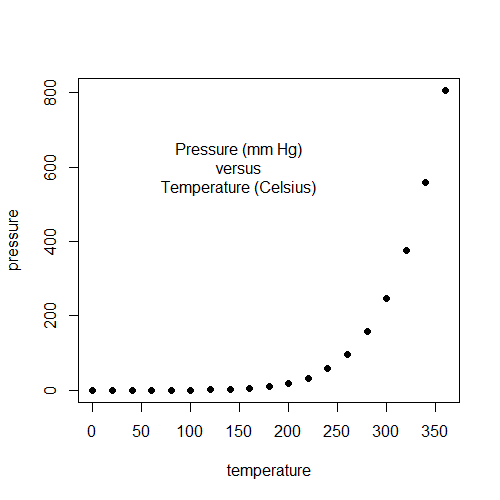 Pressure (mm Hg)
versus
Temperature (Celsius)
pressure
800
600
400
200
0
0 50 100 150 200 250 300 350
temperature